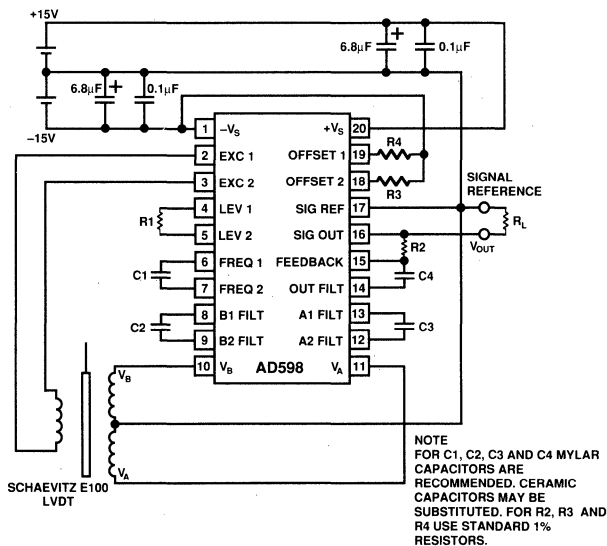 +15V
6.8µF
+
0.1µF
6.8µF
+
0.1µF
−15V
1 −VS +VS 20
2 EXC 1 OFFSET 1 19 R4
3 EXC 2 OFFSET 2 18 R3
SIGNAL
REFERENCE
4 LEV 1 SIG REF 17
R1 RL
5 LEV 2 SIG OUT 16
VOUT
R2
6 FREQ 1 FEEDBACK 15
C1 C4
7 FREQ 2 OUT FILT 14
8 B1 FILT A1 FILT 13
C2 C3
9 B2 FILT A2 FILT 12
10 VB AD598 VA 11
VB
VA
SCHAEVITZ E100
LVDT
NOTE
FOR C1, C2, C3 AND C4 MYLAR
CAPACITORS ARE
RECOMMENDED. CERAMIC
CAPACITORS MAY BE
SUBSTITUTED. FOR R2, R3 AND
R4 USE STANDARD 1%
RESISTORS.